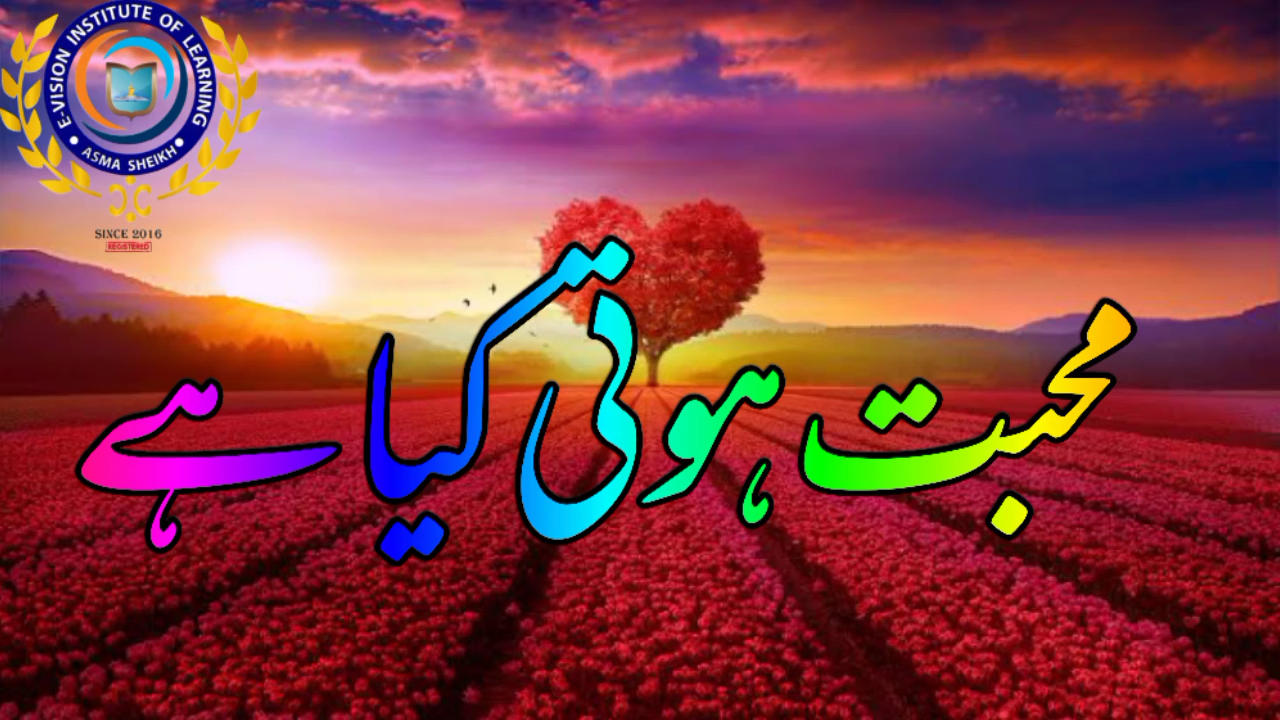 E-VISION INSTITUTE OF LEARNING
ASMA SHEIKH
SINCE 2016
REGISTERED
محبت ہوتی کیا ہے